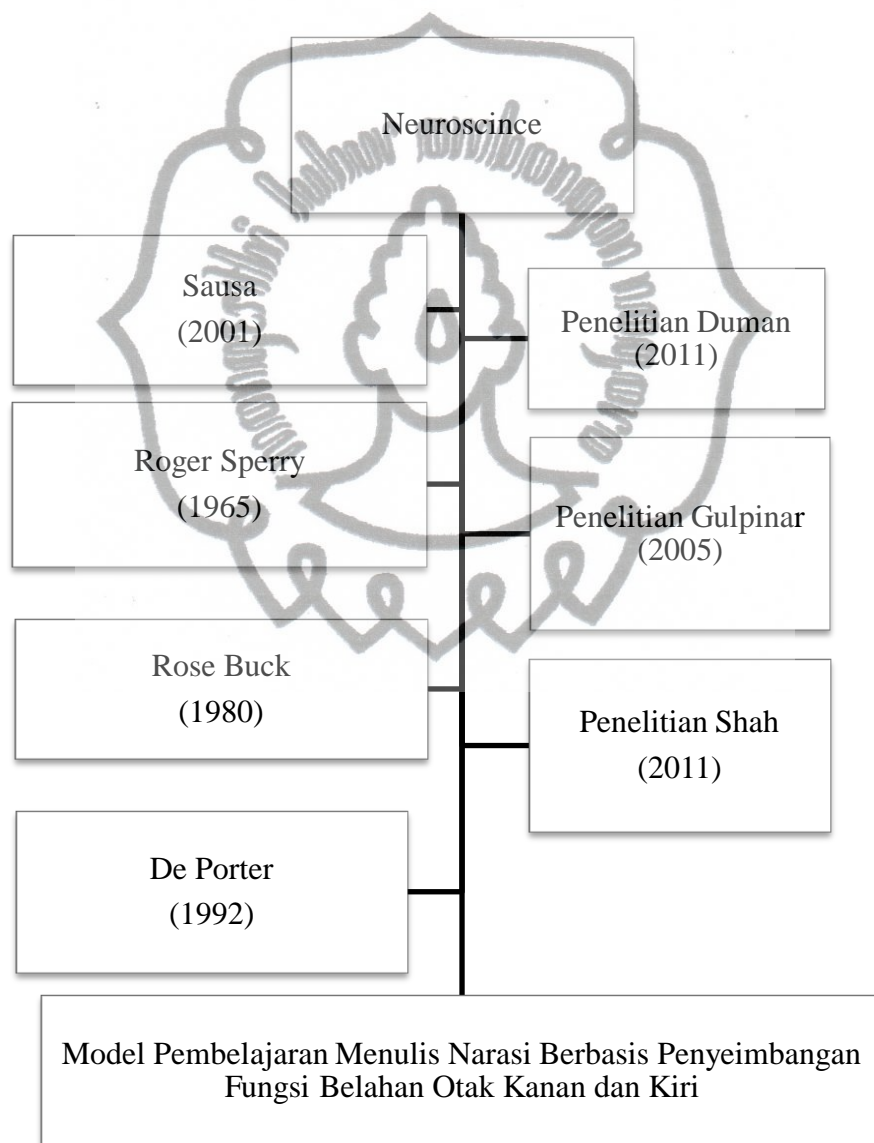 Neuroscince
Sausa
(2001)
Penelitian Duman
(2011)
Roger Sperry
(1965)
Penelitian Gulpinar
(2005)
Rose Buck
(1980)
Penelitian Shah
(2011)
De Porter
(1992)
Model Pembelajaran Menulis Narasi Berbasis Penyeimbangan
Fungsi Belahan Otak Kanan dan Kiri